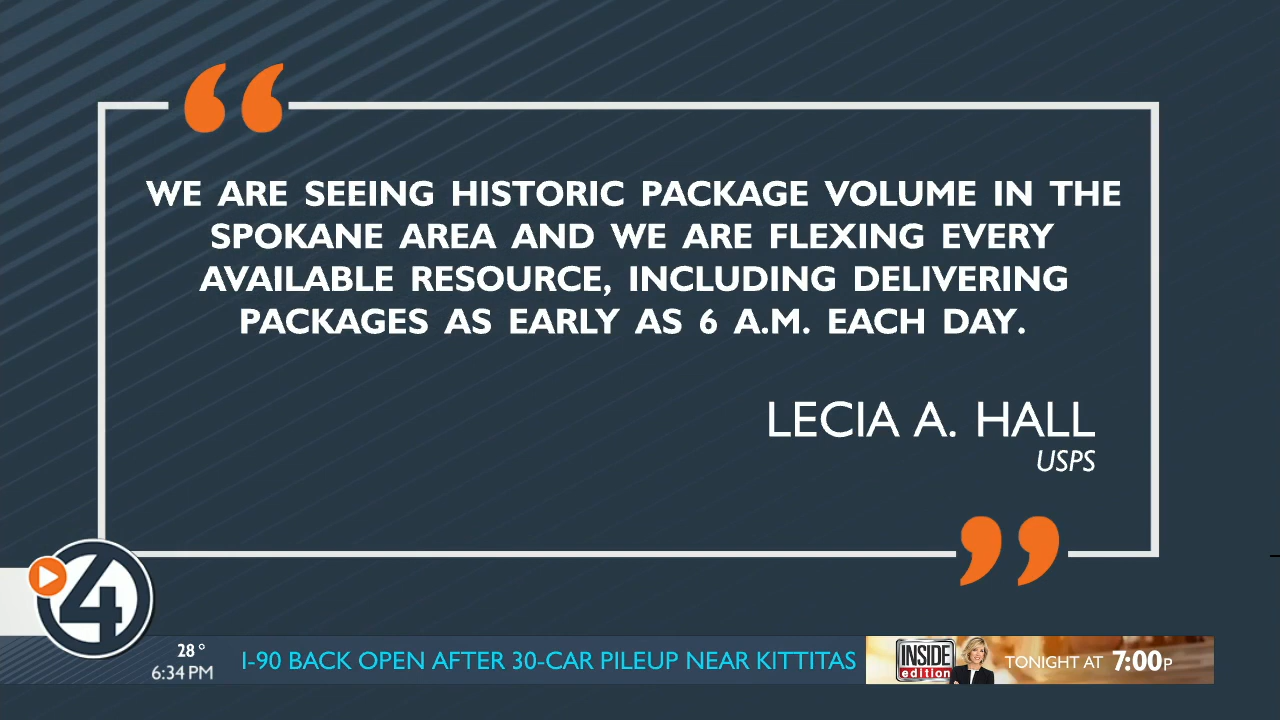 WE ARE SEEING HISTORIC PACKAGE VOLUME IN THE
SPOKANE AREA AND WE ARE FLEXING EVERY
AVAILABLE RESOURCE, INCLUDING DELIVERING
PACKAGES AS EARLY AS 6 A.M. EACH DAY.
LECIA A. HALL
USPS
4
28°
6:34 PM
I-90 BACK OPEN AFTER 30-CAR PILEUP NEAR KITTITAS
INSIDE
edition
TONIGHT AT 7:00P